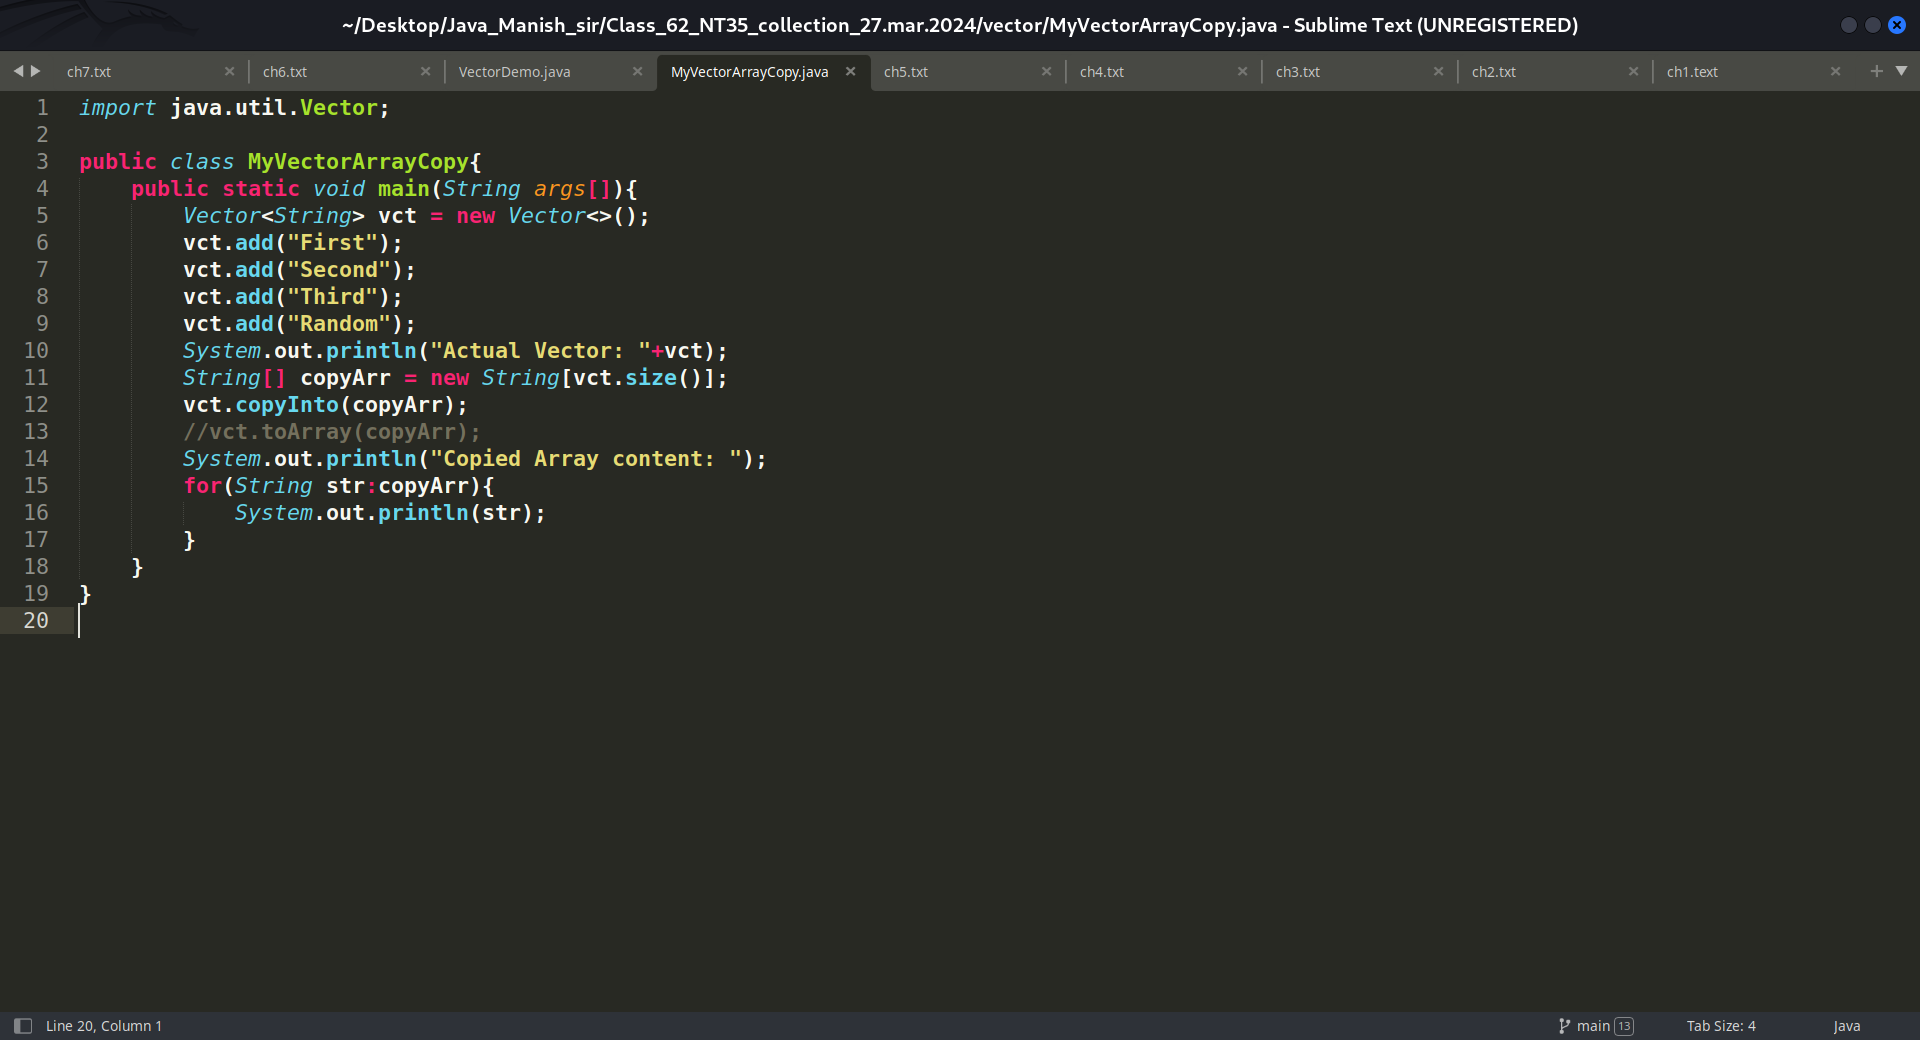 ~/Desktop/Java_Manish_sir/Class_62_NT35_collection_27.mar.2024/vector/MyVectorArrayCopy.java - Sublime Text (UNREGISTERED)
ch7.txt ch6.txt VectorDemo.java MyVectorArrayCopy.java ch5.txt ch4.txt ch3.txt ch2.txt ch1.text
1 import java.util.Vector;
2
3 public class MyVectorArrayCopy{
4     public static void main(String args[]){
5         Vector<String> vct = new Vector<>();
6         vct.add("First");
7         vct.add("Second");
8         vct.add("Third");
9         vct.add("Random");
10         System.out.println("Actual Vector: "+vct);
11         String[] copyArr = new String[vct.size()];
12         vct.copyInto(copyArr);
13         //vct.toArray(copyArr);
14         System.out.println("Copied Array content: ");
15         for(String str:copyArr){
16             System.out.println(str);
17         }
18     }
19 }
20
Line 20, Column 1 main 13 Tab Size: 4 Java